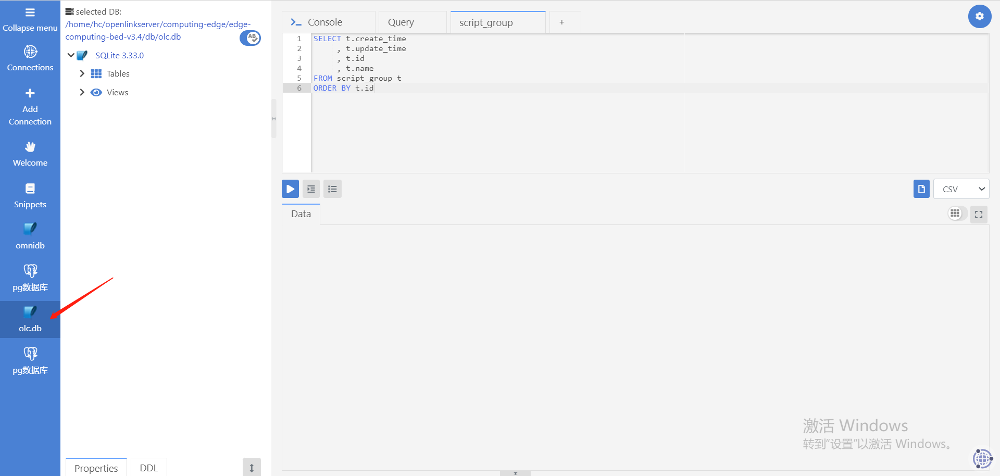 Collapse menu
Connections
Add
Connection
Welcome
Snippets
omnidb
pg数据库
olc.db
pg数据库
selected DB:
/home/hc/openlinkserver/computing-edge/edge-
computing-bed-v3.4/db/olc.db
AB
SQLite 3.33.0
Tables
Views
Properties
DDL
Console
Query
script_group
+
1 SELECT t.create_time
2 , t.update_time
3 , t.id
4 , t.name
5 FROM script_group t
6 ORDER BY t.id
CSV
Data
激活 Windows
转到“设置”以激活 Windows。